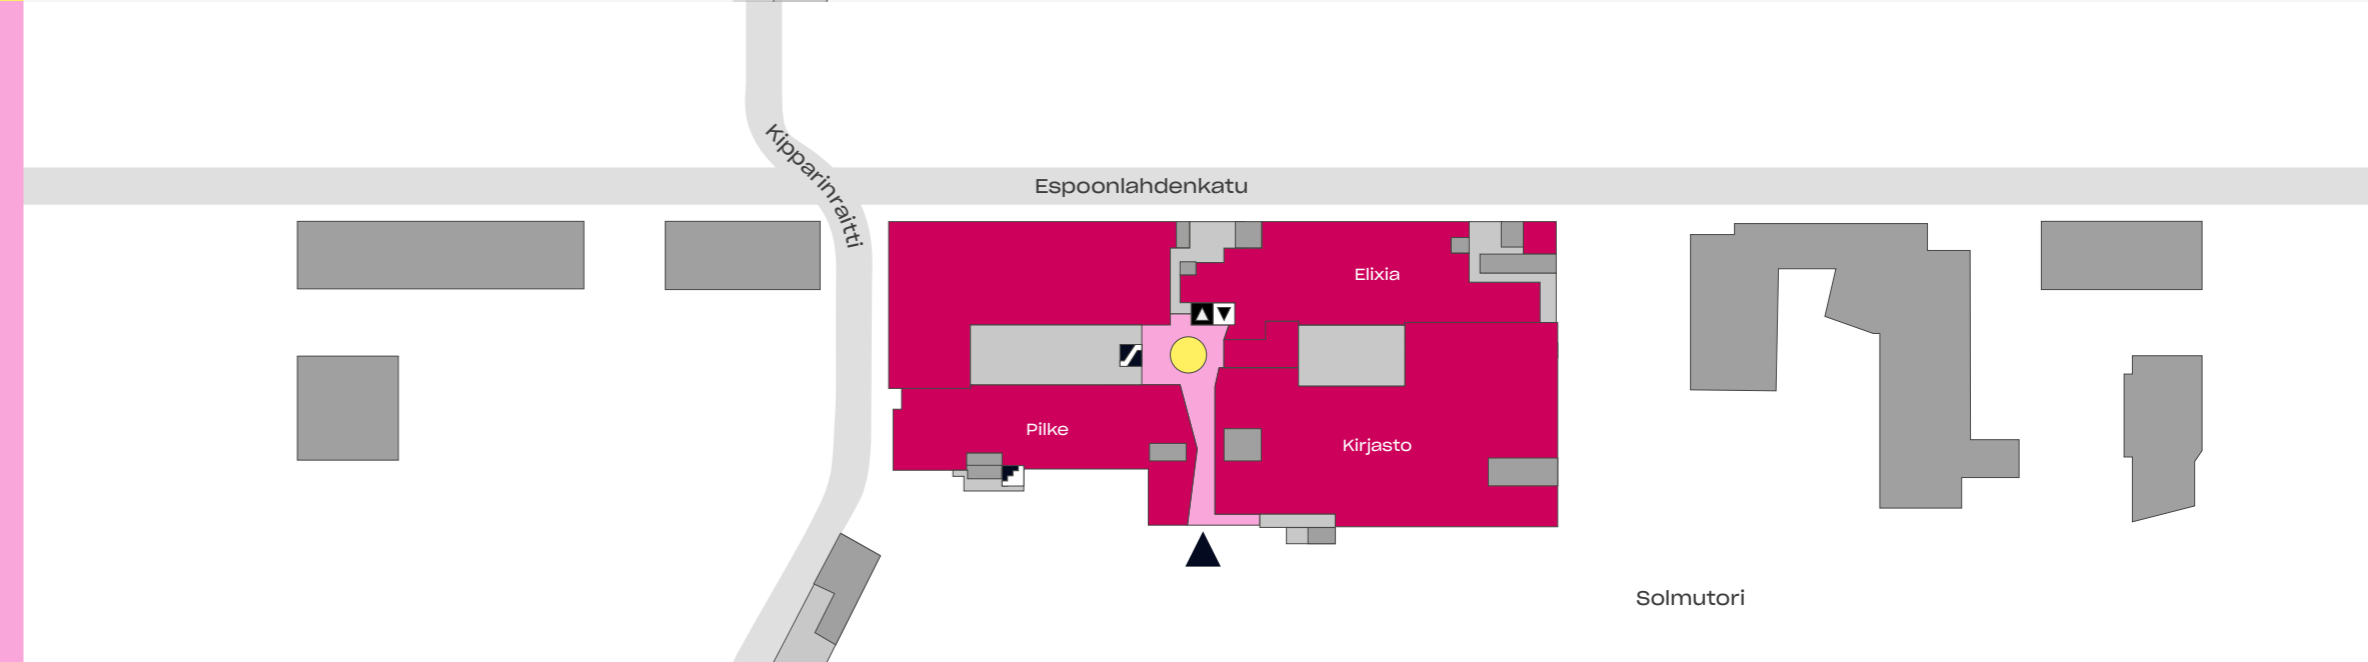 Kipparinraitti
Espoonlahdenkatu
Elixia
Pilke
Kirjasto
Solmutori